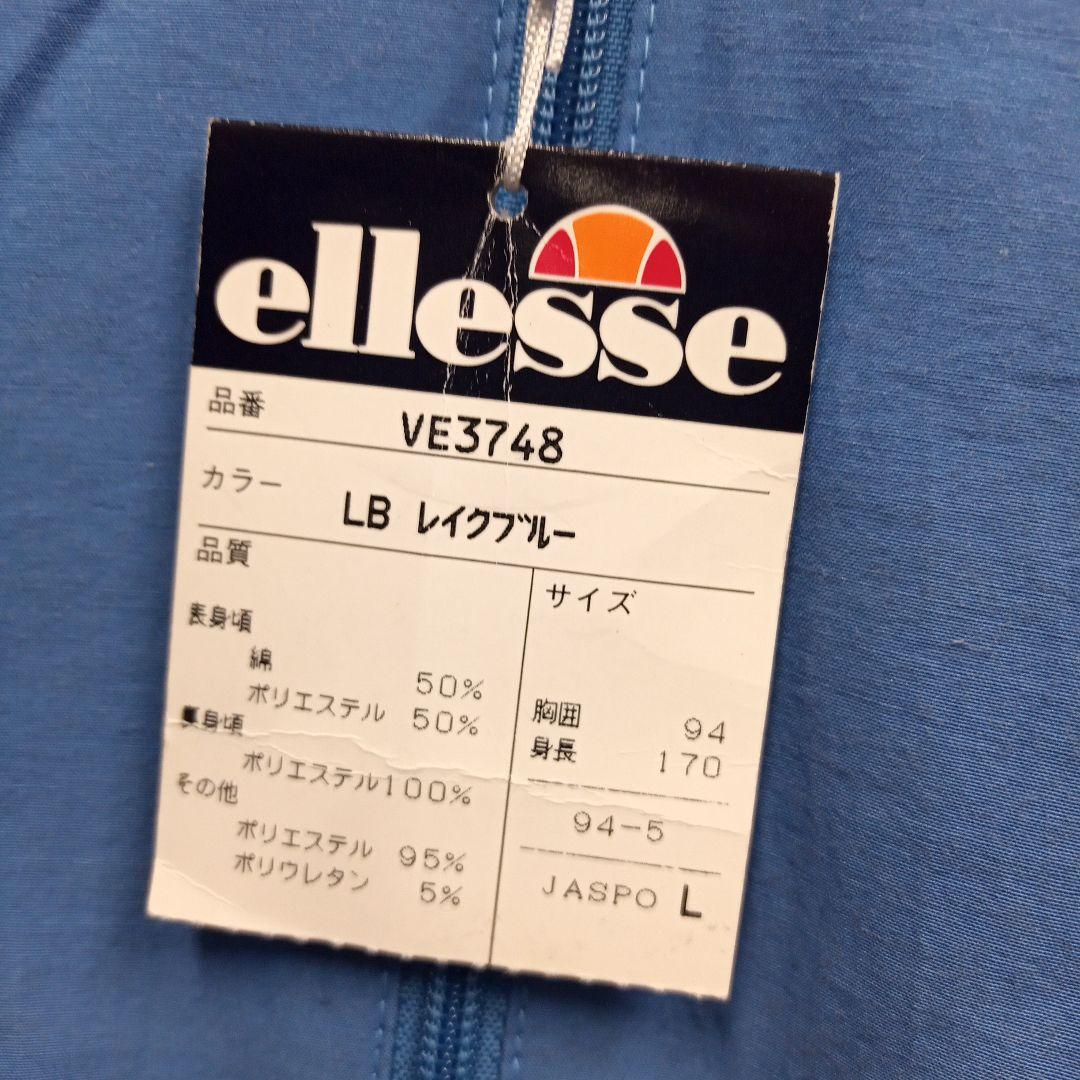 ellesse
品番 VE3748
カラー LB レイクブルー
品質
表身頃
綿 50%
ポリエステル 50%
身頃
ポリエステル100%
その他
ポリエステル 95%
ポリウレタン 5%
サイズ
胸囲 94
身長 170
94-5
JASPO L